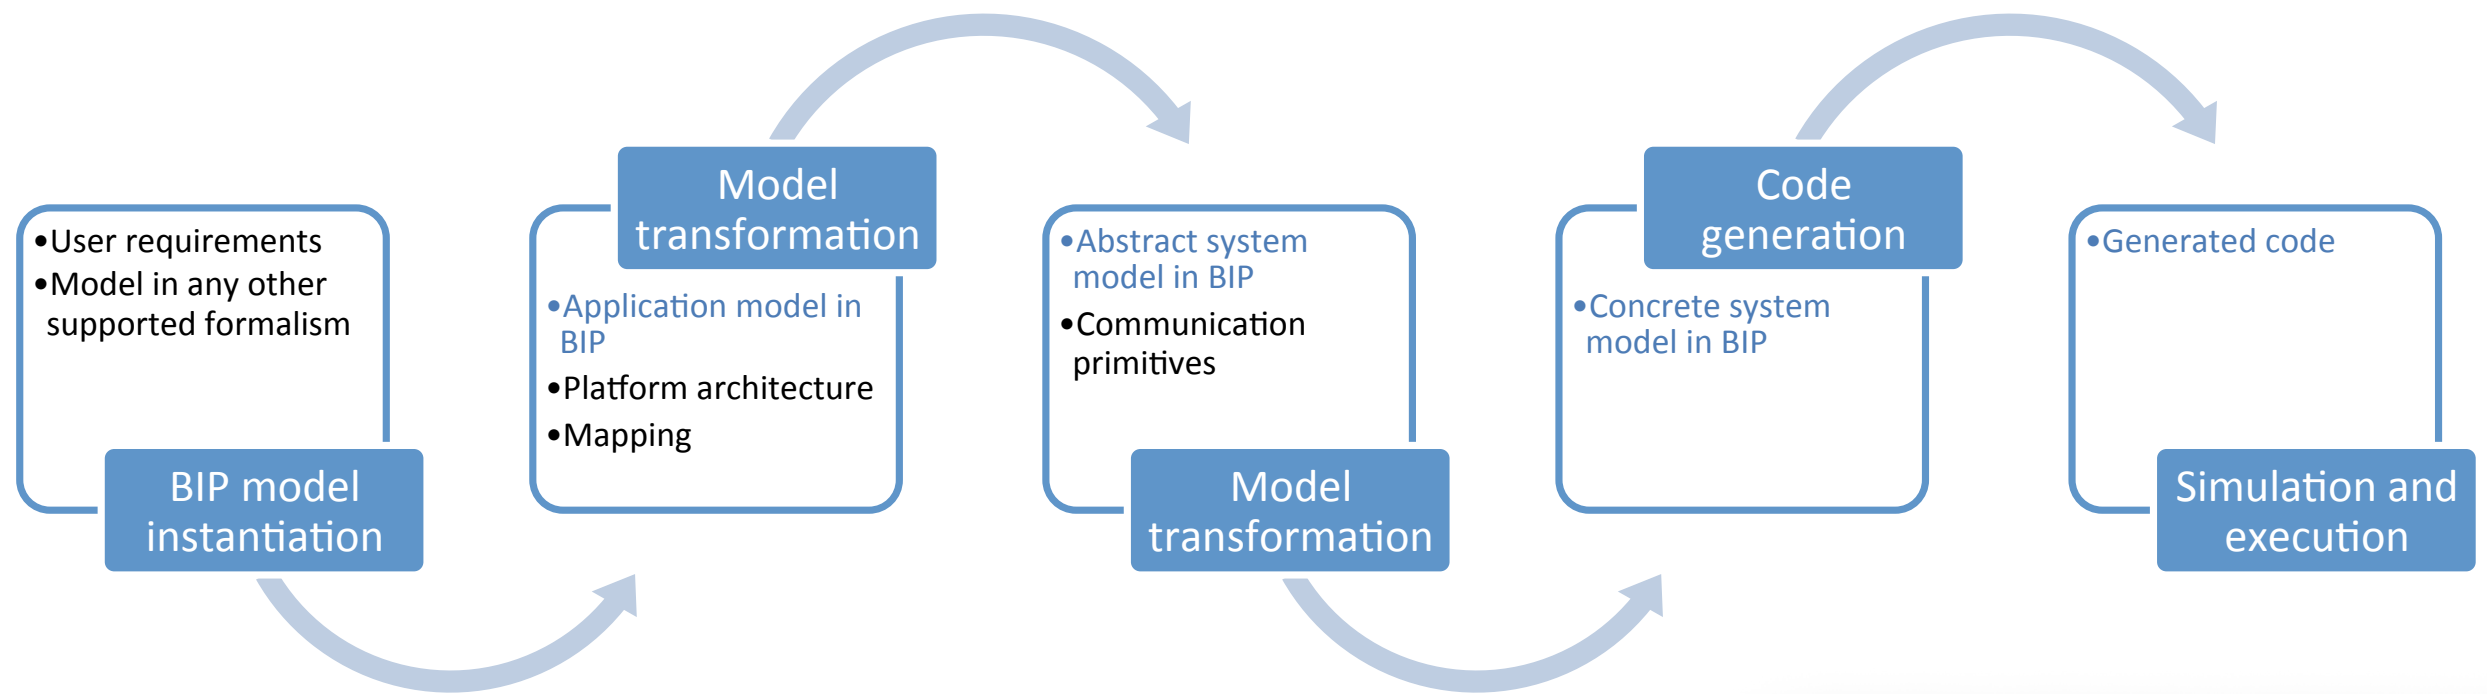 •User requirements
•Model in any other
supported formalism
BIP model
instantiation
Model
transformation
•Application model in
BIP
•Platform architecture
•Mapping
•Abstract system
model in BIP
•Communication
primitives
Model
transformation
Code
generation
•Concrete system
model in BIP
•Generated code
Simulation and
execution